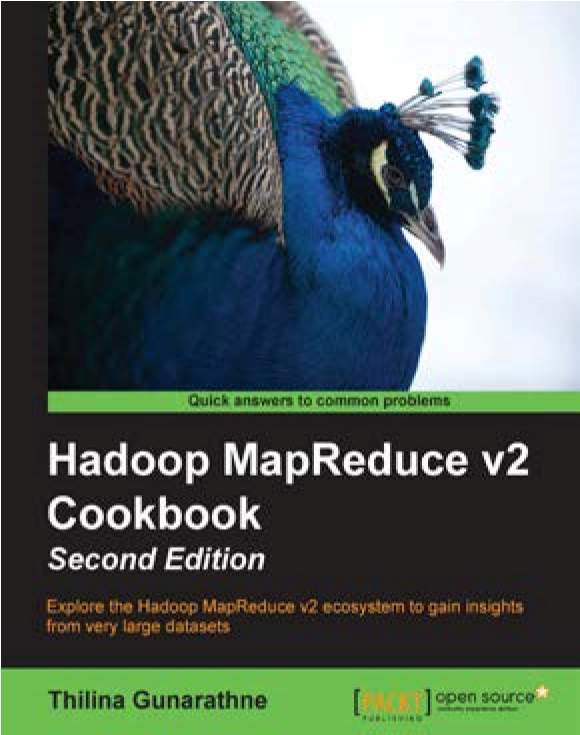 Quick answers to common problems
Hadoop MapReduce v2
Cookbook
Second Edition
Explore the Hadoop MapReduce v2 ecosystem to gain insights
from very large datasets
Thilina Gunarathne
[PACKT] open source
PUBLISHING